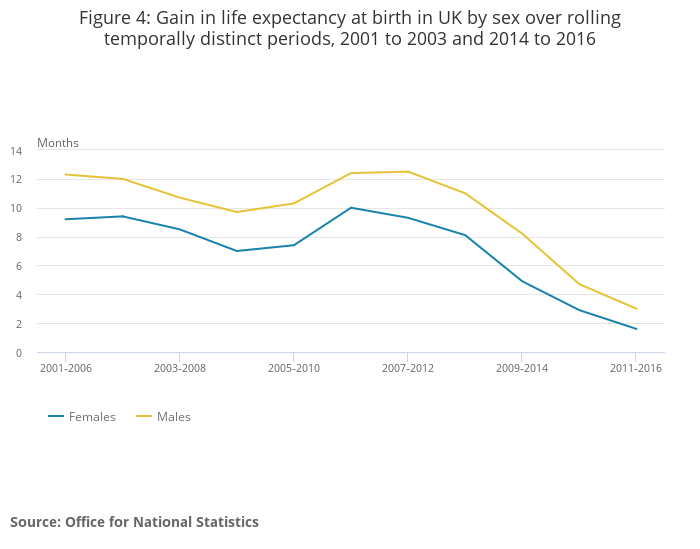 Figure 4: Gain in life expectancy at birth in UK by sex over rolling
temporally distinct periods, 2001 to 2003 and 2014 to 2016
Months
14
12
10
8
6
4
2
0
2001-2006
2003-2008
2005-2010
2007-2012
2009-2014
2011-2016
Females
Males
Source: Office for National Statistics